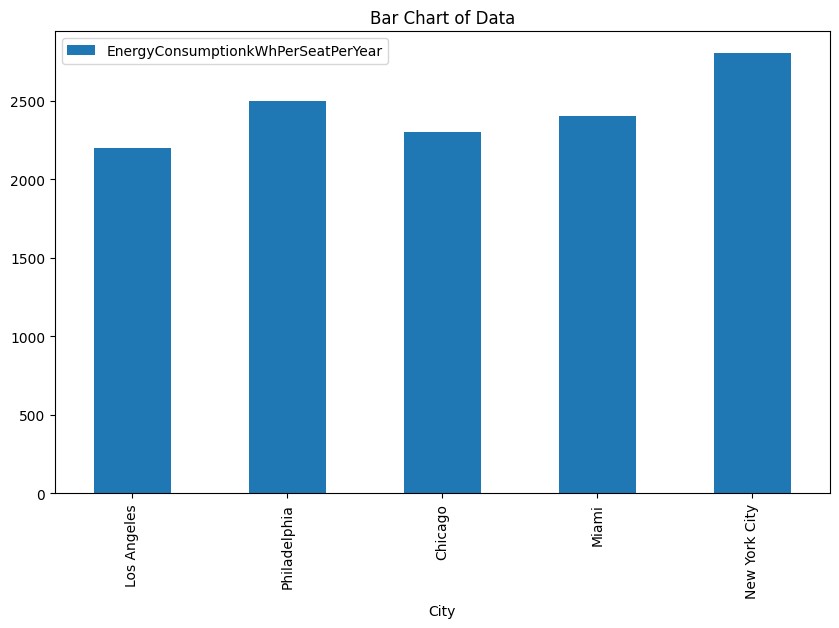 Bar Chart of Data
EnergyConsumptionkWhPerSeatPerYear
2500
2000
1500
1000
500
0
Los Angeles
Philadelphia
Chicago
Miami
New York City
City